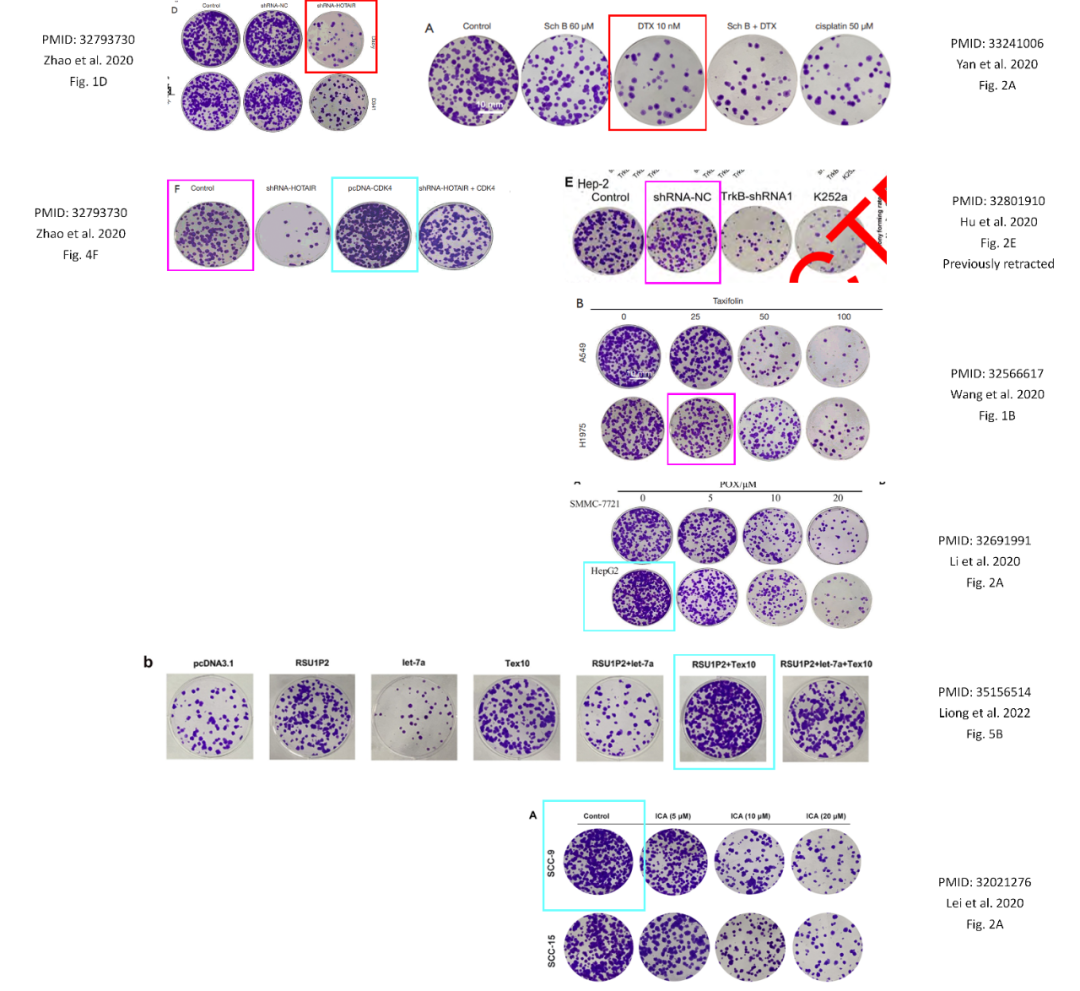 PMID: 32793730
Zhao et al. 2020
Fig. 1D
D
Control shRNA-NC shRNA-HOTAIR
A
Control Sch B 60 μM DTX 10 nM Sch B + DTX cisplatin 50 μM
10 mm
PMID: 33241006
Yan et al. 2020
Fig. 2A
PMID: 32793730
Zhao et al. 2020
Fig. 4F
F
Control shRNA-HOTAIR pcDNA-CDK4 shRNA-HOTAIR + CDK4
E Hep-2
Control shRNA-NC TrkB-shRNA1 K252a
PMID: 32801910
Hu et al. 2020
Fig. 2E
Previously retracted
B
Taxifolin
0 25 50 100
A549
H1975
PMID: 32566617
Wang et al. 2020
Fig. 1B
POX/μM
0 5 10 20
SMMC-7721
HepG2
PMID: 32691991
Li et al. 2020
Fig. 2A
b
pcDNA3.1 RSU1P2 let-7a Tex10 RSU1P2+let-7a RSU1P2+Tex10 RSU1P2+let-7a+Tex10
PMID: 35156514
Liong et al. 2022
Fig. 5B
A
Control ICA (5 μM) ICA (10 μM) ICA (20 μM)
SCC-9
SCC-15
PMID: 32021276
Lei et al. 2020
Fig. 2A